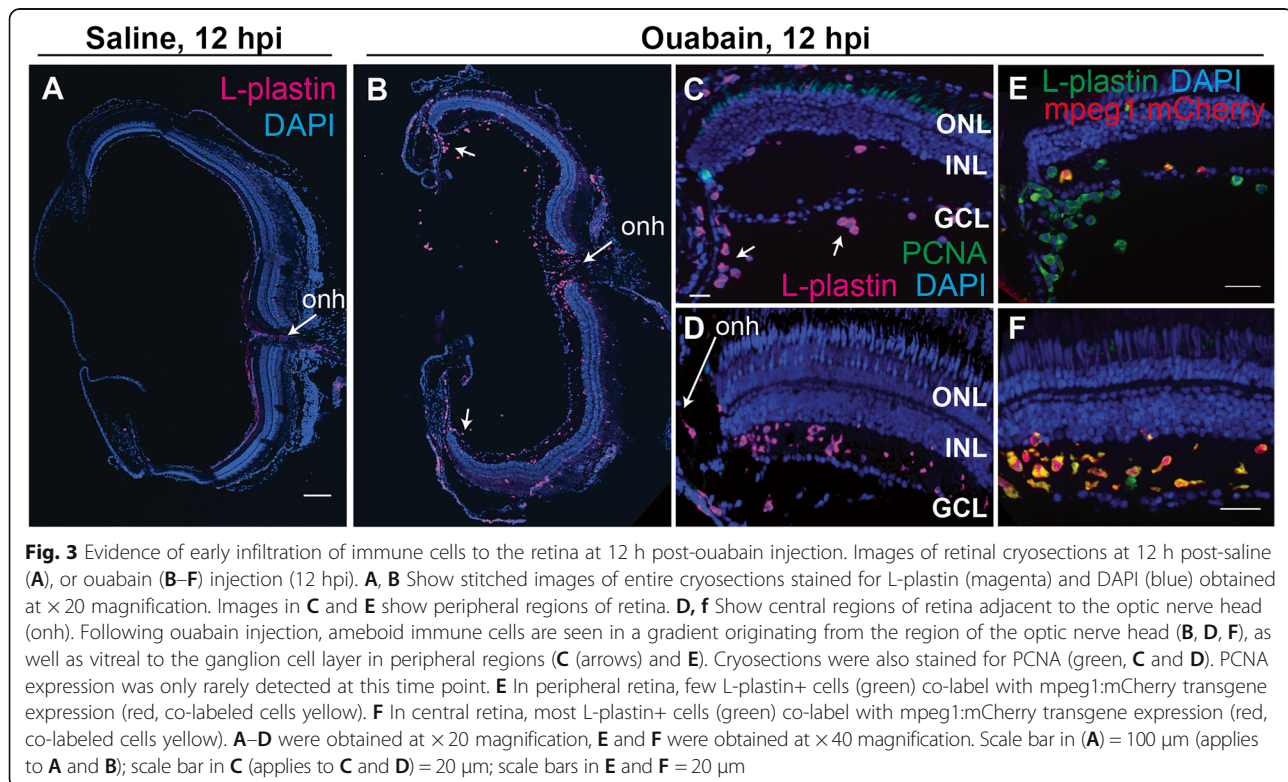 Saline, 12 hpi
Ouabain, 12 hpi
A
L-plastin
DAPI
onh
B
onh
C
ONL
INL
GCL
PCNA
L-plastin DAPI
D
onh
ONL
INL
GCL
E
L-plastin DAPI
mpeg1:mCherry
F
Fig. 3 Evidence of early infiltration of immune cells to the retina at 12 h post-ouabain injection. Images of retinal cryosections at 12 h post-saline
(A), or ouabain (B–F) injection (12 hpi). A, B Show stitched images of entire cryosections stained for L-plastin (magenta) and DAPI (blue) obtained
at × 20 magnification. Images in C and E show peripheral regions of retina. D, f Show central regions of retina adjacent to the optic nerve head
(onh). Following ouabain injection, ameboid immune cells are seen in a gradient originating from the region of the optic nerve head (B, D, F), as
well as vitreal to the ganglion cell layer in peripheral regions (C (arrows) and E). Cryosections were also stained for PCNA (green, C and D). PCNA
expression was only rarely detected at this time point. E In peripheral retina, few L-plastin+ cells (green) co-label with mpeg1:mCherry transgene
expression (red, co-labeled cells yellow). F In central retina, most L-plastin+ cells (green) co-label with mpeg1:mCherry transgene expression (red,
co-labeled cells yellow). A–D were obtained at × 20 magnification, E and F were obtained at × 40 magnification. Scale bar in (A) = 100 μm (applies
to A and B); scale bar in C (applies to C and D) = 20 μm; scale bars in E and F = 20 μm